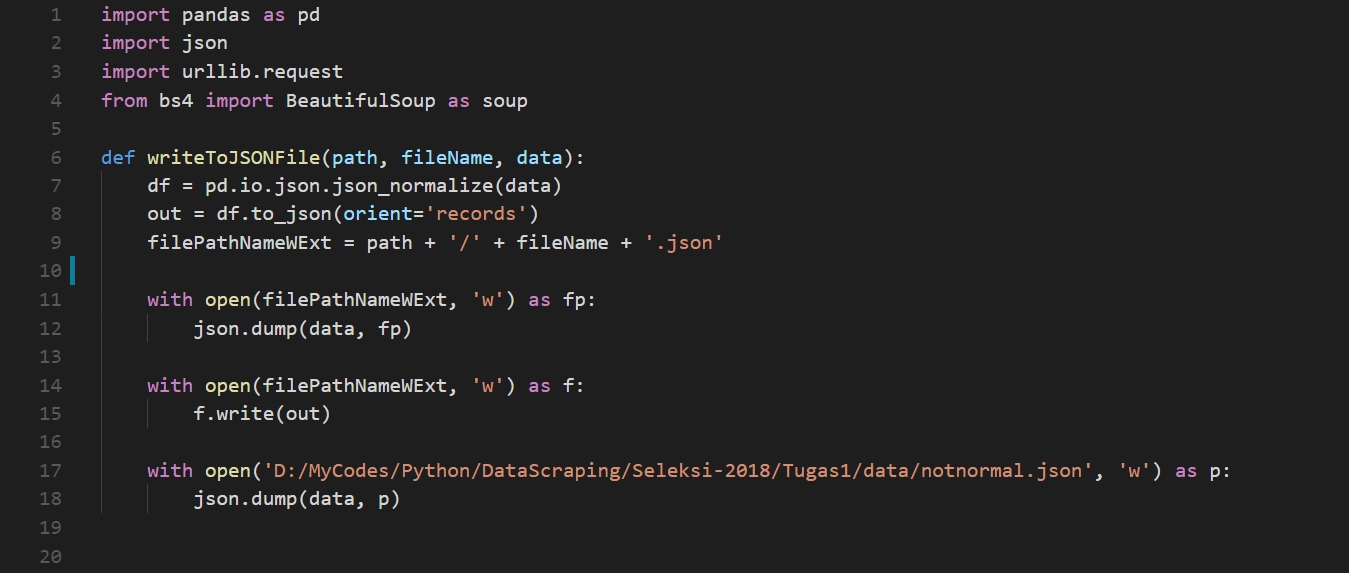 1 import pandas as pd
2 import json
3 import urllib.request
4 from bs4 import BeautifulSoup as soup
5
6 def writeToJSONFile(path, fileName, data):
7     df = pd.io.json.json_normalize(data)
8     out = df.to_json(orient='records')
9     filePathNameWExt = path + '/' + fileName + '.json'
10
11     with open(filePathNameWExt, 'w') as fp:
12         json.dump(data, fp)
13
14     with open(filePathNameWExt, 'w') as f:
15         f.write(out)
16
17     with open('D:/MyCodes/Python/DataScraping/Seleksi-2018/Tugas1/data/notnormal.json', 'w') as p:
18         json.dump(data, p)
19
20